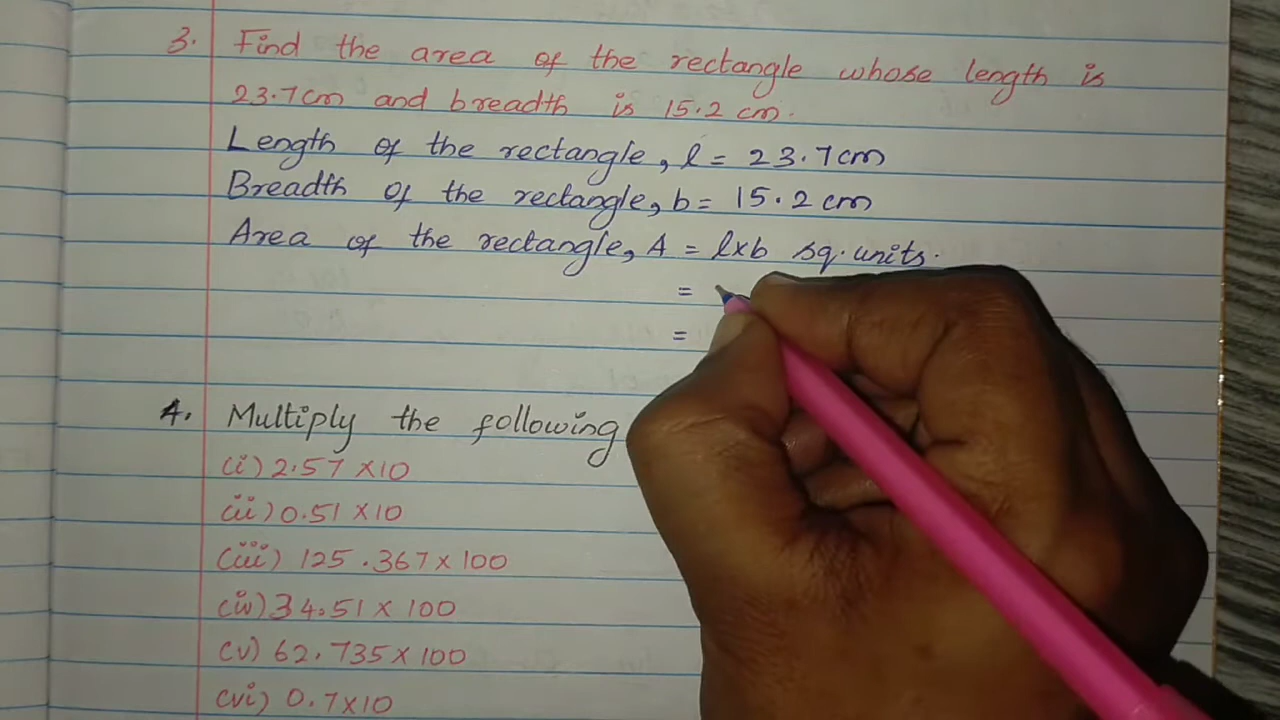 3. Find the area of the rectangle whose length is
23.7cm and breadth is 15.2 cm.
Length of the rectangle, l = 23.7cm
Breadth of the rectangle, b = 15.2 cm
Area of the rectangle, A = l×b sq.units.
=
=
4. Multiply the following
(i) 2.57 ×10
(ii) 0.51 ×10
(iii) 125.367 × 100
(iv) 34.51 × 100
(v) 62.735 × 100
(vi) 0.7×10